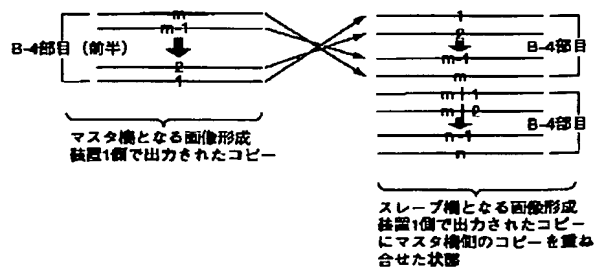 m
m-1
B-4部目（前半）
2
1
マスタ機となる画像形成
装置1側で出力されたコピー
1
2
m-1
m
B-4部目
m+1
m+2
n-1
n
B-4部目
スレーブ機となる画像形成
装置1側で出力されたコピー
にマスタ機側のコピーを重ね
合せた状態